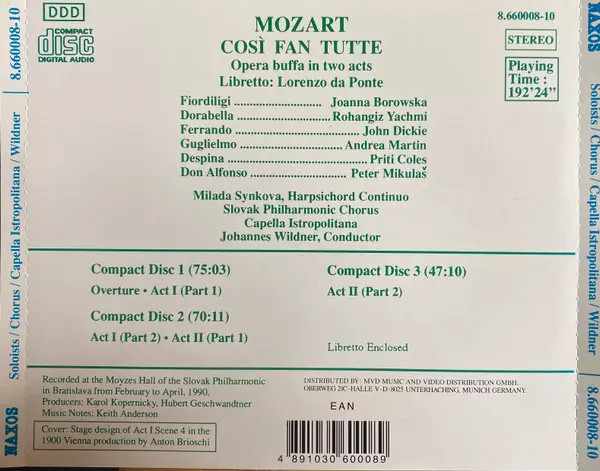 8.660008-10
Soloists / Chorus / Capella Istropolitana / Wildner
NAXOS
DDD
COMPACT
disc
DIGITAL AUDIO
MOZART
COSÌ FAN TUTTE
Opera buffa in two acts
Libretto: Lorenzo da Ponte
8.660008-10
STEREO
Playing
Time :
192'24"
Fiordiligi ........................ Joanna Borowska
Dorabella ........................ Rohangiz Yachmi
Ferrando ................................. John Dickie
Guglielmo ........................... Andrea Martin
Despina ..................................... Priti Coles
Don Alfonso ........................ Peter Mikulaš
Milada Synkova, Harpsichord Continuo
Slovak Philharmonic Chorus
Capella Istropolitana
Johannes Wildner, Conductor
Compact Disc 1 (75:03)
Overture • Act I (Part 1)
Compact Disc 2 (70:11)
Act I (Part 2) • Act II (Part 1)
Compact Disc 3 (47:10)
Act II (Part 2)
Libretto Enclosed
Recorded at the Moyzes Hall of the Slovak Philharmonic
in Bratislava from February to April, 1990.
Producers: Karol Kopernicky, Hubert Geschwandtner
Music Notes: Keith Anderson
Cover: Stage design of Act I Scene 4 in the
1900 Vienna production by Anton Brioschi
DISTRIBUTED BY : MVD MUSIC AND VIDEO DISTRIBUTION GMBH.
OBERWEG 21C-HALLE V-D-8025 UNTERHACHING, MUNICH GERMANY.
EAN
4 891030 600089
NAXOS
Soloists / Chorus / Capella Istropolitana / Wildner
8.660008-10